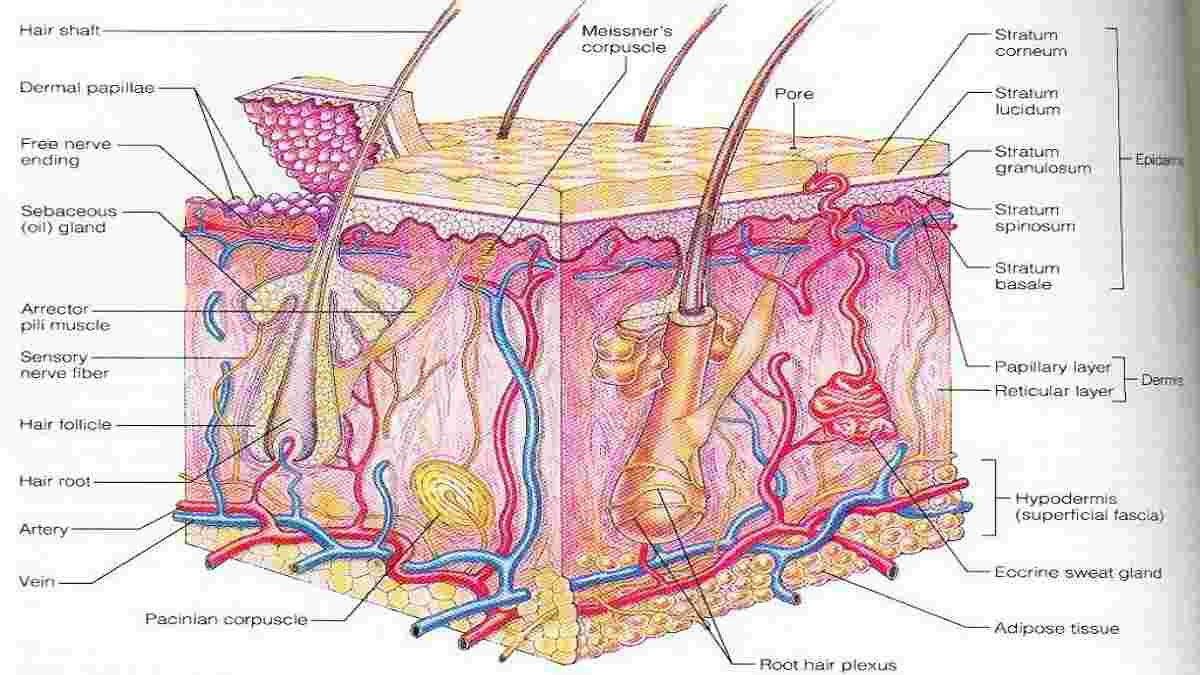 Hair shaft
Dermal papillae
Free nerve
ending
Sebaceous
(oil) gland
Arrector
pili muscle
Sensory
nerve fiber
Hair follicle
Hair root
Artery
Vein
Pacinian corpuscle
Meissner's
corpuscle
Pore
Stratum
corneum
Stratum
lucidum
Stratum
granulosum
Stratum
spinosum
Stratum
basale
Papillary layer
Reticular layer
Dermis
Hypodermis
(superficial fascia)
Eccrine sweat gland
Adipose tissue
Root hair plexus